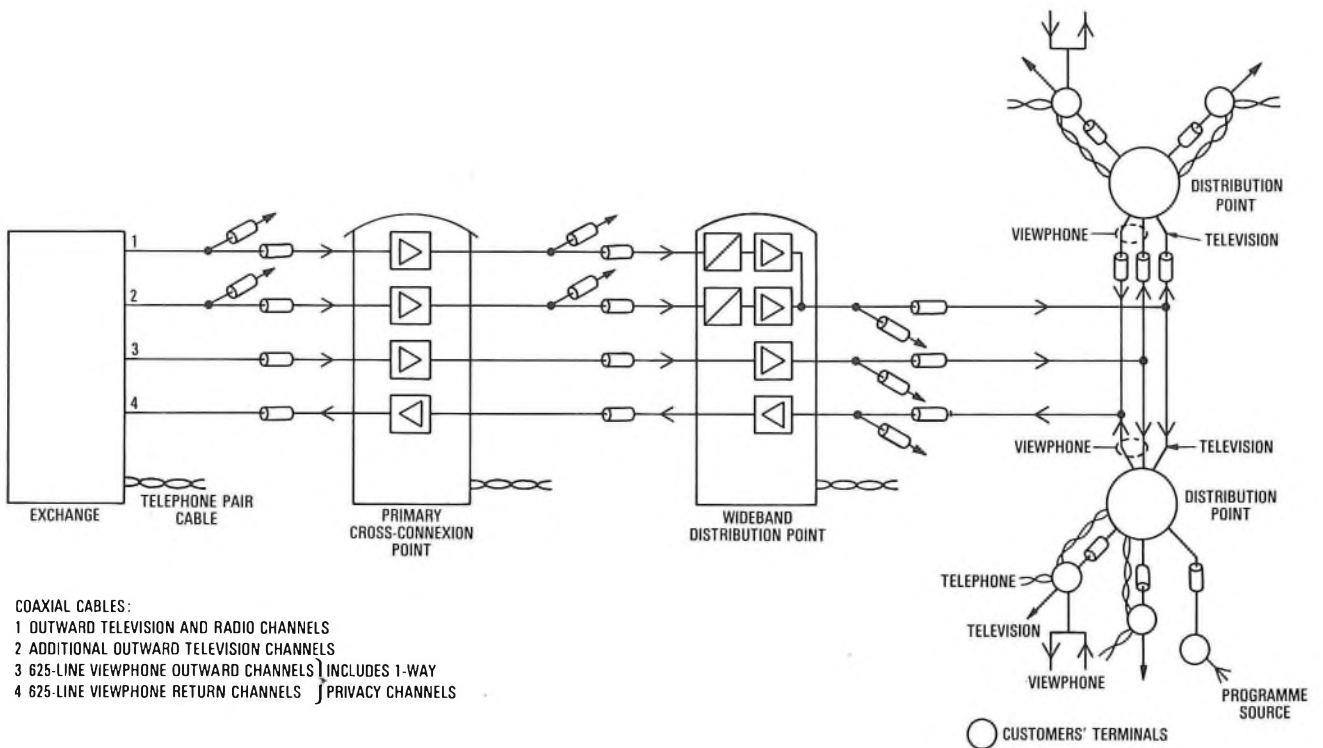 DISTRIBUTION
POINT
VIEWPHONE
TELEVISION
1
2
3
4
VIEWPHONE
TELEVISION
EXCHANGE
TELEPHONE PAIR
CABLE
PRIMARY
CROSS-CONNEXION
POINT
WIDEBAND
DISTRIBUTION POINT
DISTRIBUTION
POINT
TELEPHONE
TELEVISION
VIEWPHONE
PROGRAMME
SOURCE
CUSTOMERS' TERMINALS
COAXIAL CABLES:
1 OUTWARD TELEVISION AND RADIO CHANNELS
2 ADDITIONAL OUTWARD TELEVISION CHANNELS
3 625-LINE VIEWPHONE OUTWARD CHANNELS } INCLUDES 1-WAY
4 625-LINE VIEWPHONE RETURN CHANNELS } PRIVACY CHANNELS